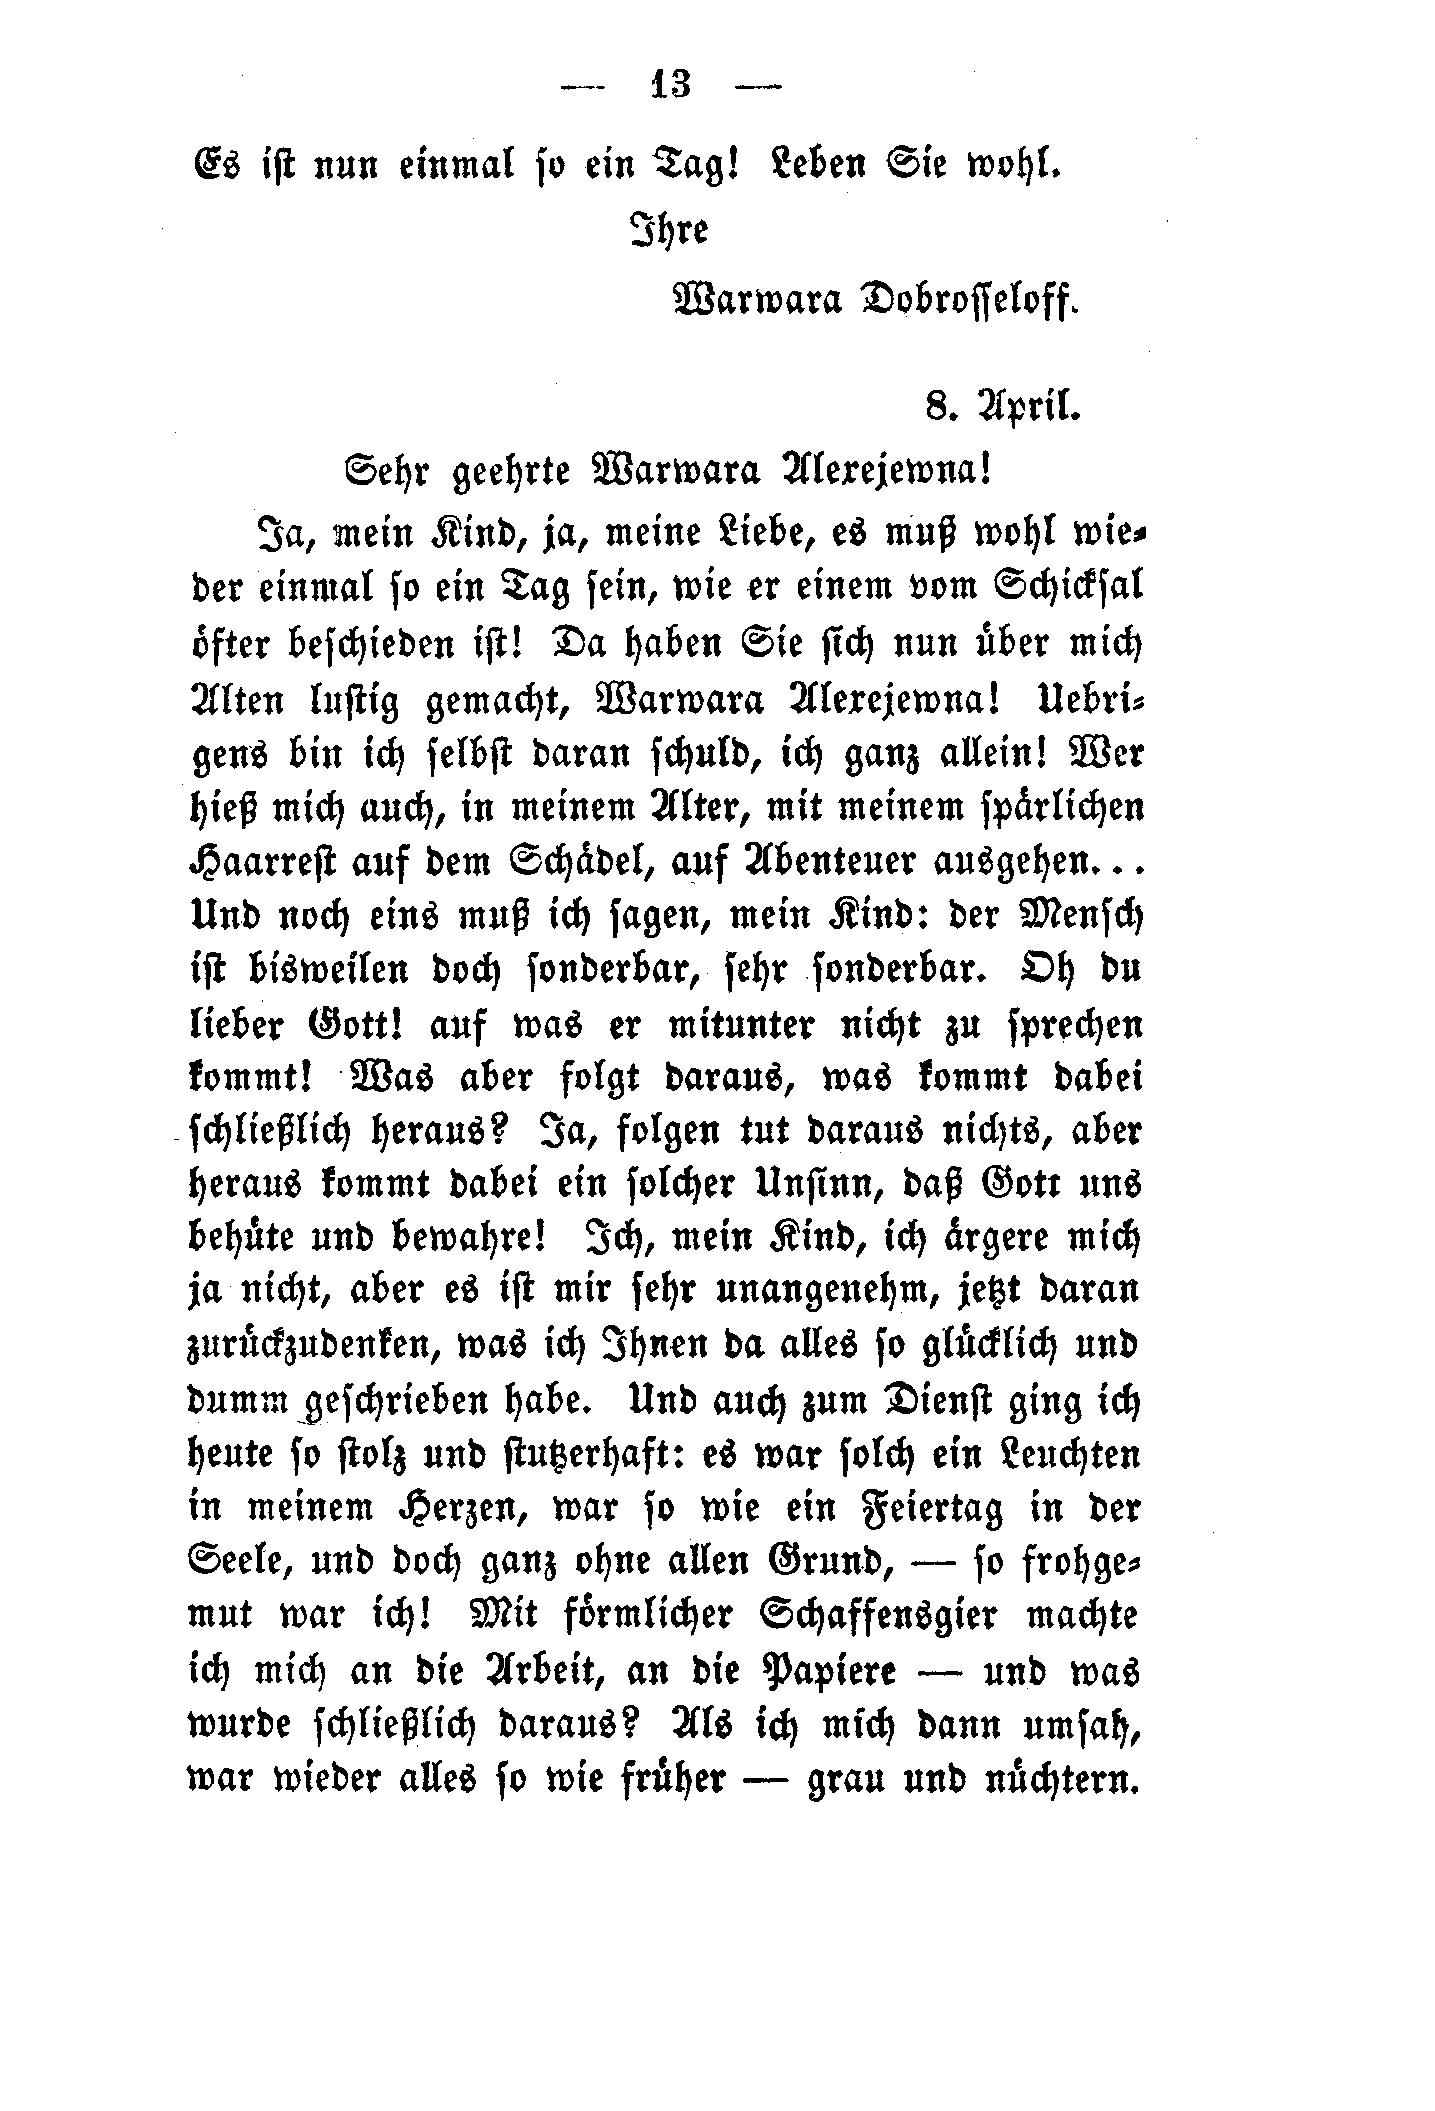 — 13 —
Es ist nun einmal so ein Tag! Leben Sie wohl.
Ihre
Warwara Dobrosseloff.
8. April.
Sehr geehrte Warwara Alexejewna!
Ja, mein Kind, ja, meine Liebe, es muß wohl wie-
der einmal so ein Tag sein, wie er einem vom Schicksal
öfter beschieden ist! Da haben Sie sich nun über mich
Alten lustig gemacht, Warwara Alexejewna! Uebri-
gens bin ich selbst daran schuld, ich ganz allein! Wer
hieß mich auch, in meinem Alter, mit meinem spärlichen
Haarrest auf dem Schädel, auf Abenteuer ausgehen...
Und noch eins muß ich sagen, mein Kind: der Mensch
ist bisweilen doch sonderbar, sehr sonderbar. Oh du
lieber Gott! auf was er mitunter nicht zu sprechen
kommt! Was aber folgt daraus, was kommt dabei
schließlich heraus? Ja, folgen tut daraus nichts, aber
heraus kommt dabei ein solcher Unsinn, daß Gott uns
behüte und bewahre! Ich, mein Kind, ich ärgere mich
ja nicht, aber es ist mir sehr unangenehm, jetzt daran
zurückzudenken, was ich Ihnen da alles so glücklich und
dumm geschrieben habe. Und auch zum Dienst ging ich
heute so stolz und stutzerhaft: es war solch ein Leuchten
in meinem Herzen, war so wie ein Feiertag in der
Seele, und doch ganz ohne allen Grund, — so frohge-
mut war ich! Mit förmlicher Schaffensgier machte
ich mich an die Arbeit, an die Papiere — und was
wurde schließlich daraus? Als ich mich dann umsah,
war wieder alles so wie früher — grau und nüchtern.